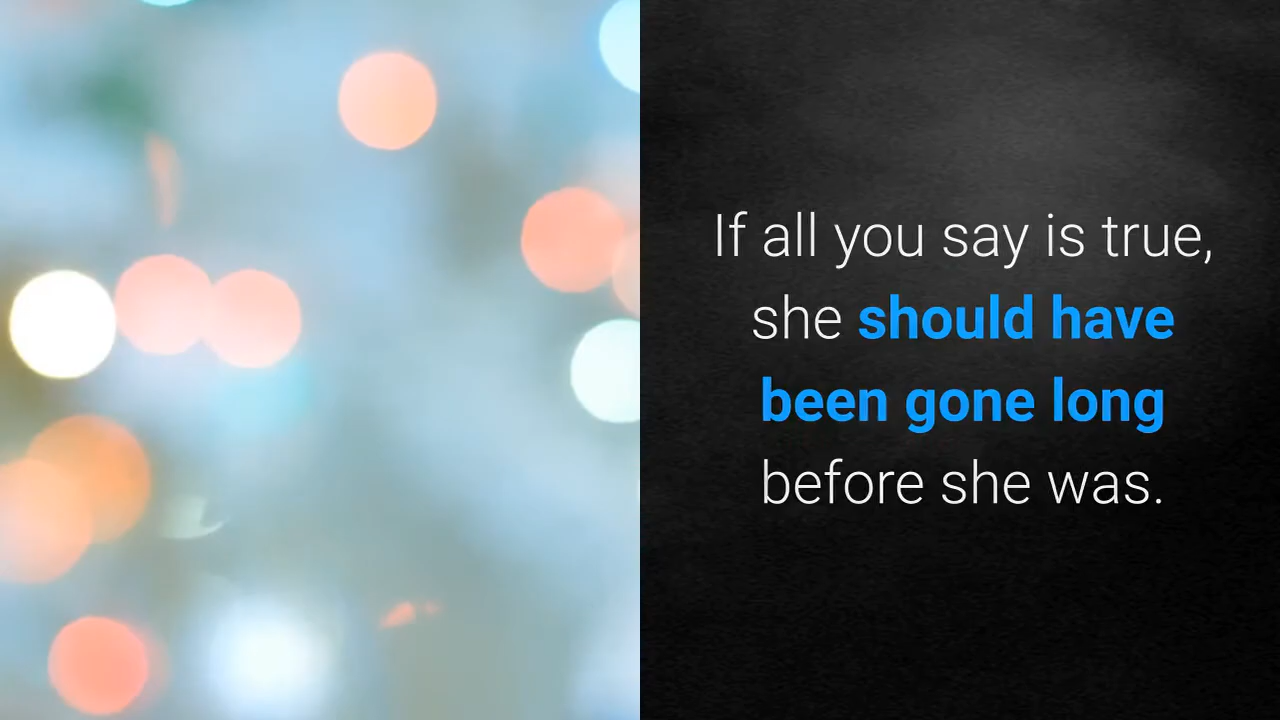 If all you say is true,
she should have
been gone long
before she was.